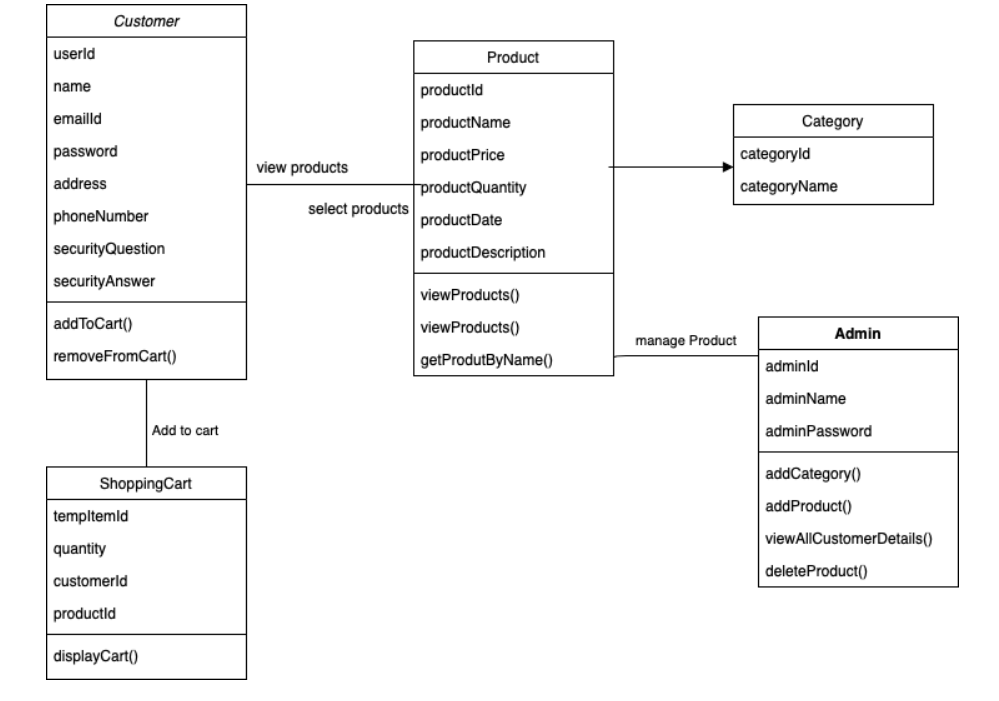 Customer
userId
name
emailId
password
address
phoneNumber
securityQuestion
securityAnswer
addToCart()
removeFromCart()
view products
select products
Product
productId
productName
productPrice
productQuantity
productDate
productDescription
viewProducts()
viewProducts()
getProdutByName()
Category
categoryId
categoryName
manage Product
Admin
adminId
adminName
adminPassword
addCategory()
addProduct()
viewAllCustomerDetails()
deleteProduct()
Add to cart
ShoppingCart
tempItemId
quantity
customerId
productId
displayCart()